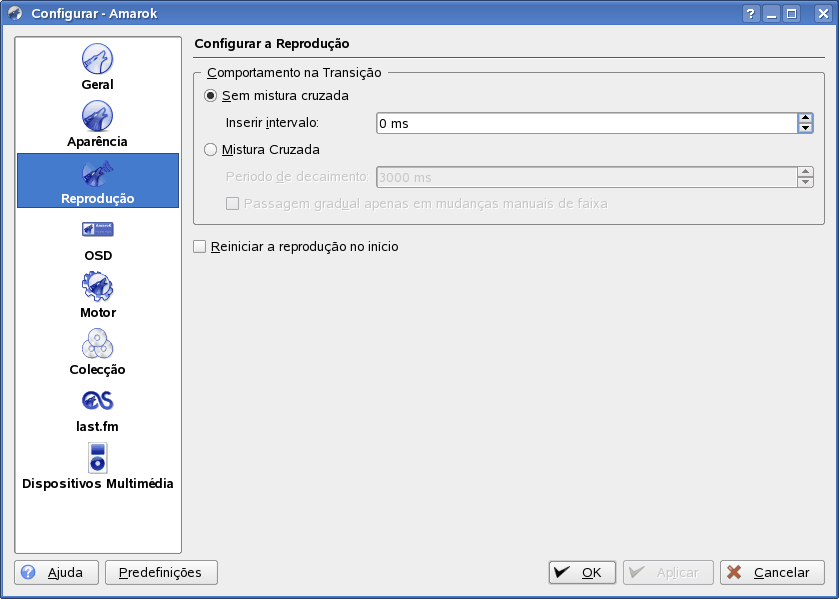 Configurar - Amarok
Geral
Aparência
Reprodução
OSD
Motor
Colecção
last.fm
Dispositivos Multimédia
Configurar a Reprodução
Comportamento na Transição
Sem mistura cruzada
Inserir intervalo:
0 ms
Mistura Cruzada
Período de decaimento:
3000 ms
Passagem gradual apenas em mudanças manuais de faixa
Reiniciar a reprodução no início
Ajuda
Predefinições
OK
Aplicar
Cancelar